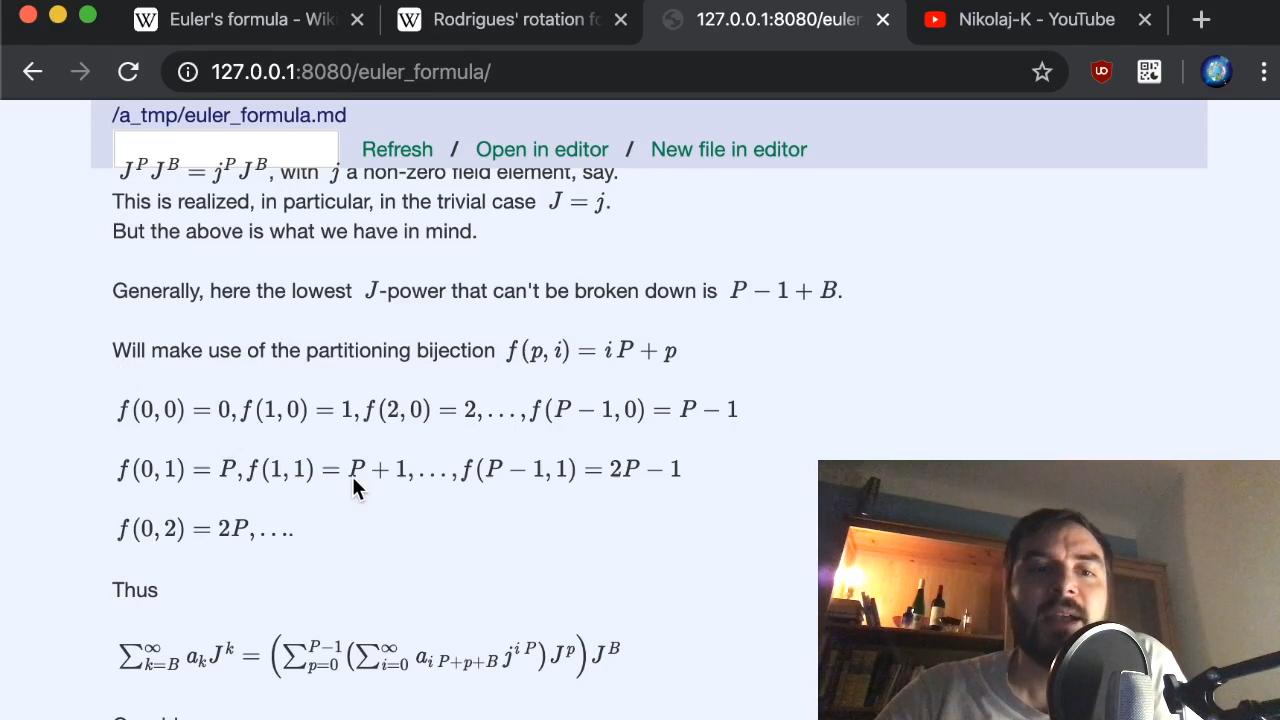 Euler's formula - Wiki
Rodrigues' rotation fo
127.0.0.1:8080/euler
Nikolaj-K - YouTube
127.0.0.1:8080/euler_formula/
/a_tmp/euler_formula.md
Refresh / Open in editor / New file in editor
J^P J^B = j^P J^B, with j a non-zero field element, say.
This is realized, in particular, in the trivial case J = j.
But the above is what we have in mind.
Generally, here the lowest J-power that can't be broken down is P − 1 + B.
Will make use of the partitioning bijection f(p, i) = i P + p
f(0, 0) = 0, f(1, 0) = 1, f(2, 0) = 2, . . . , f(P − 1, 0) = P − 1
f(0, 1) = P, f(1, 1) = P + 1, . . . , f(P − 1, 1) = 2P − 1
f(0, 2) = 2P, . . . .
Thus
∑_{k=B}^{∞} a_k J^k = (∑_{p=0}^{P−1} (∑_{i=0}^{∞} a_{i P+p+B} j^{i P}) J^p) J^B